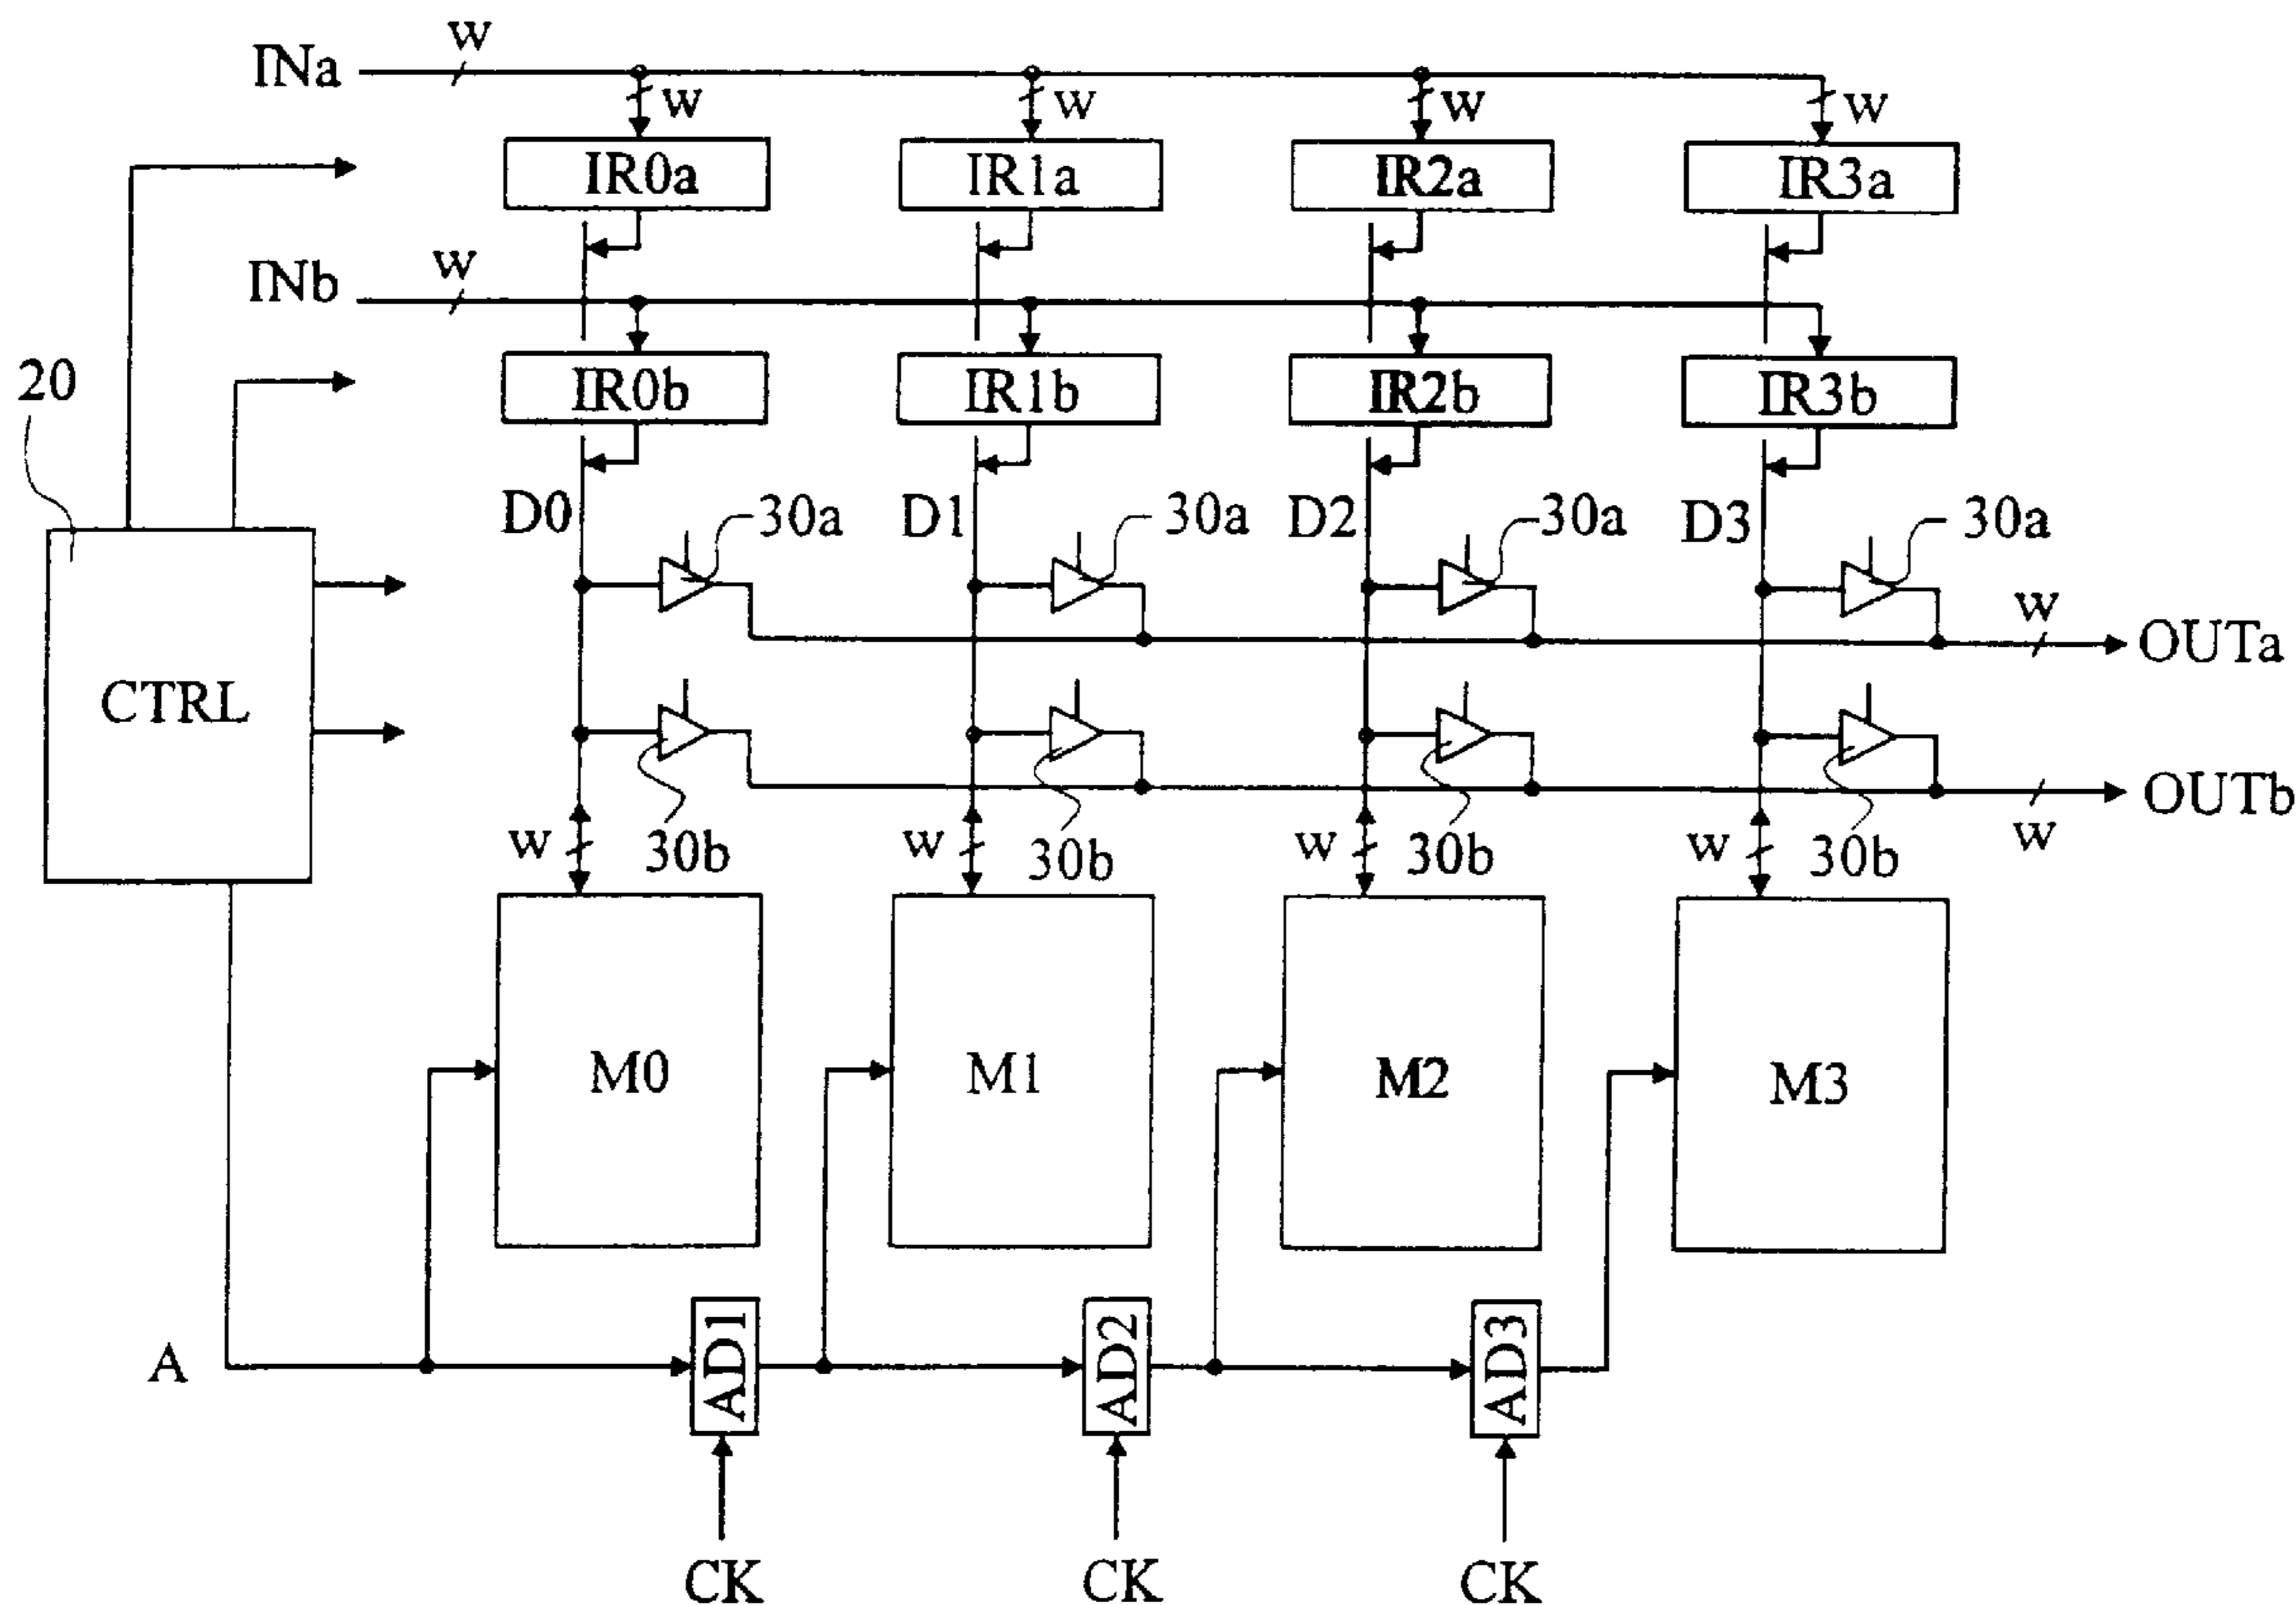 w
INa
w w w w
IR0a IR1a IR2a IR3a
w
INb
20
IR0b IR1b IR2b IR3b
D0 30a D1 30a D2 30a D3 30a
w
OUTa
CTRL
OUTb
w 30b w 30b w 30b w 30b w
M0 M1 M2 M3
A AD1 AD2 AD3
CK CK CK